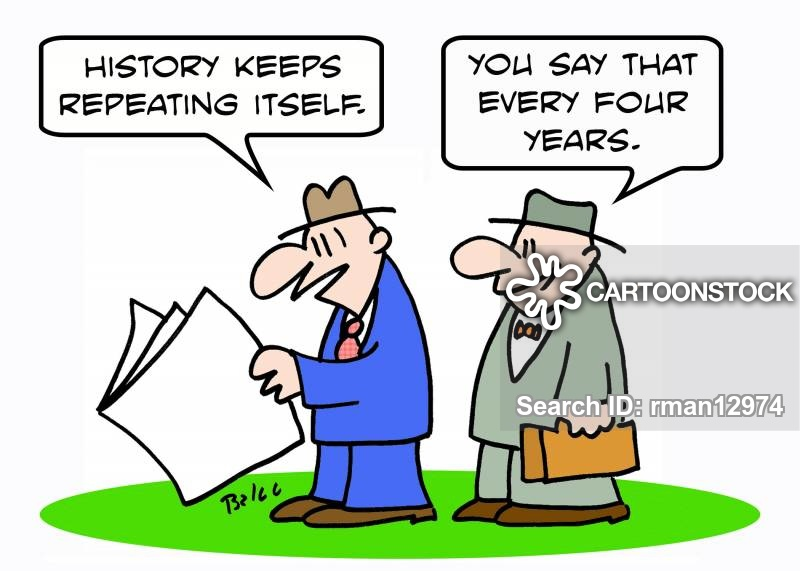 HISTORY KEEPS
REPEATING ITSELF.
YOU SAY THAT
EVERY FOUR
YEARS.
CARTOONSTOCK
Search ID: rman12974